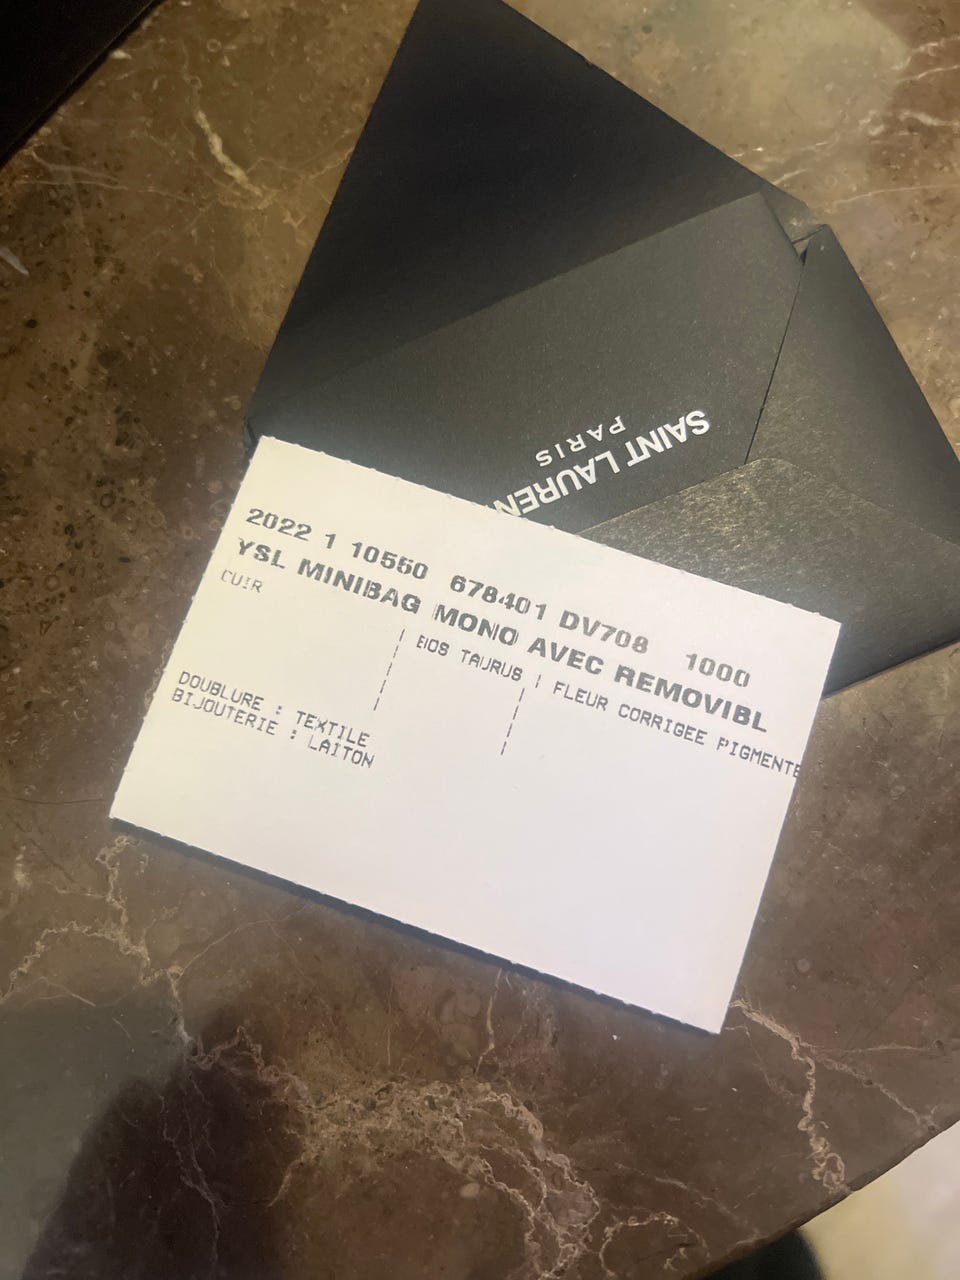 SAINT LAUREN
PARIS
2022 1 10550 678401 DV708 1000
YSL MINIBAG MONO AVEC REMOVIBL
CUIR BOS TAURUS FLEUR CORRIGEE PIGMENTE
DOUBLURE : TEXTILE
BIJOUTERIE : LAITON